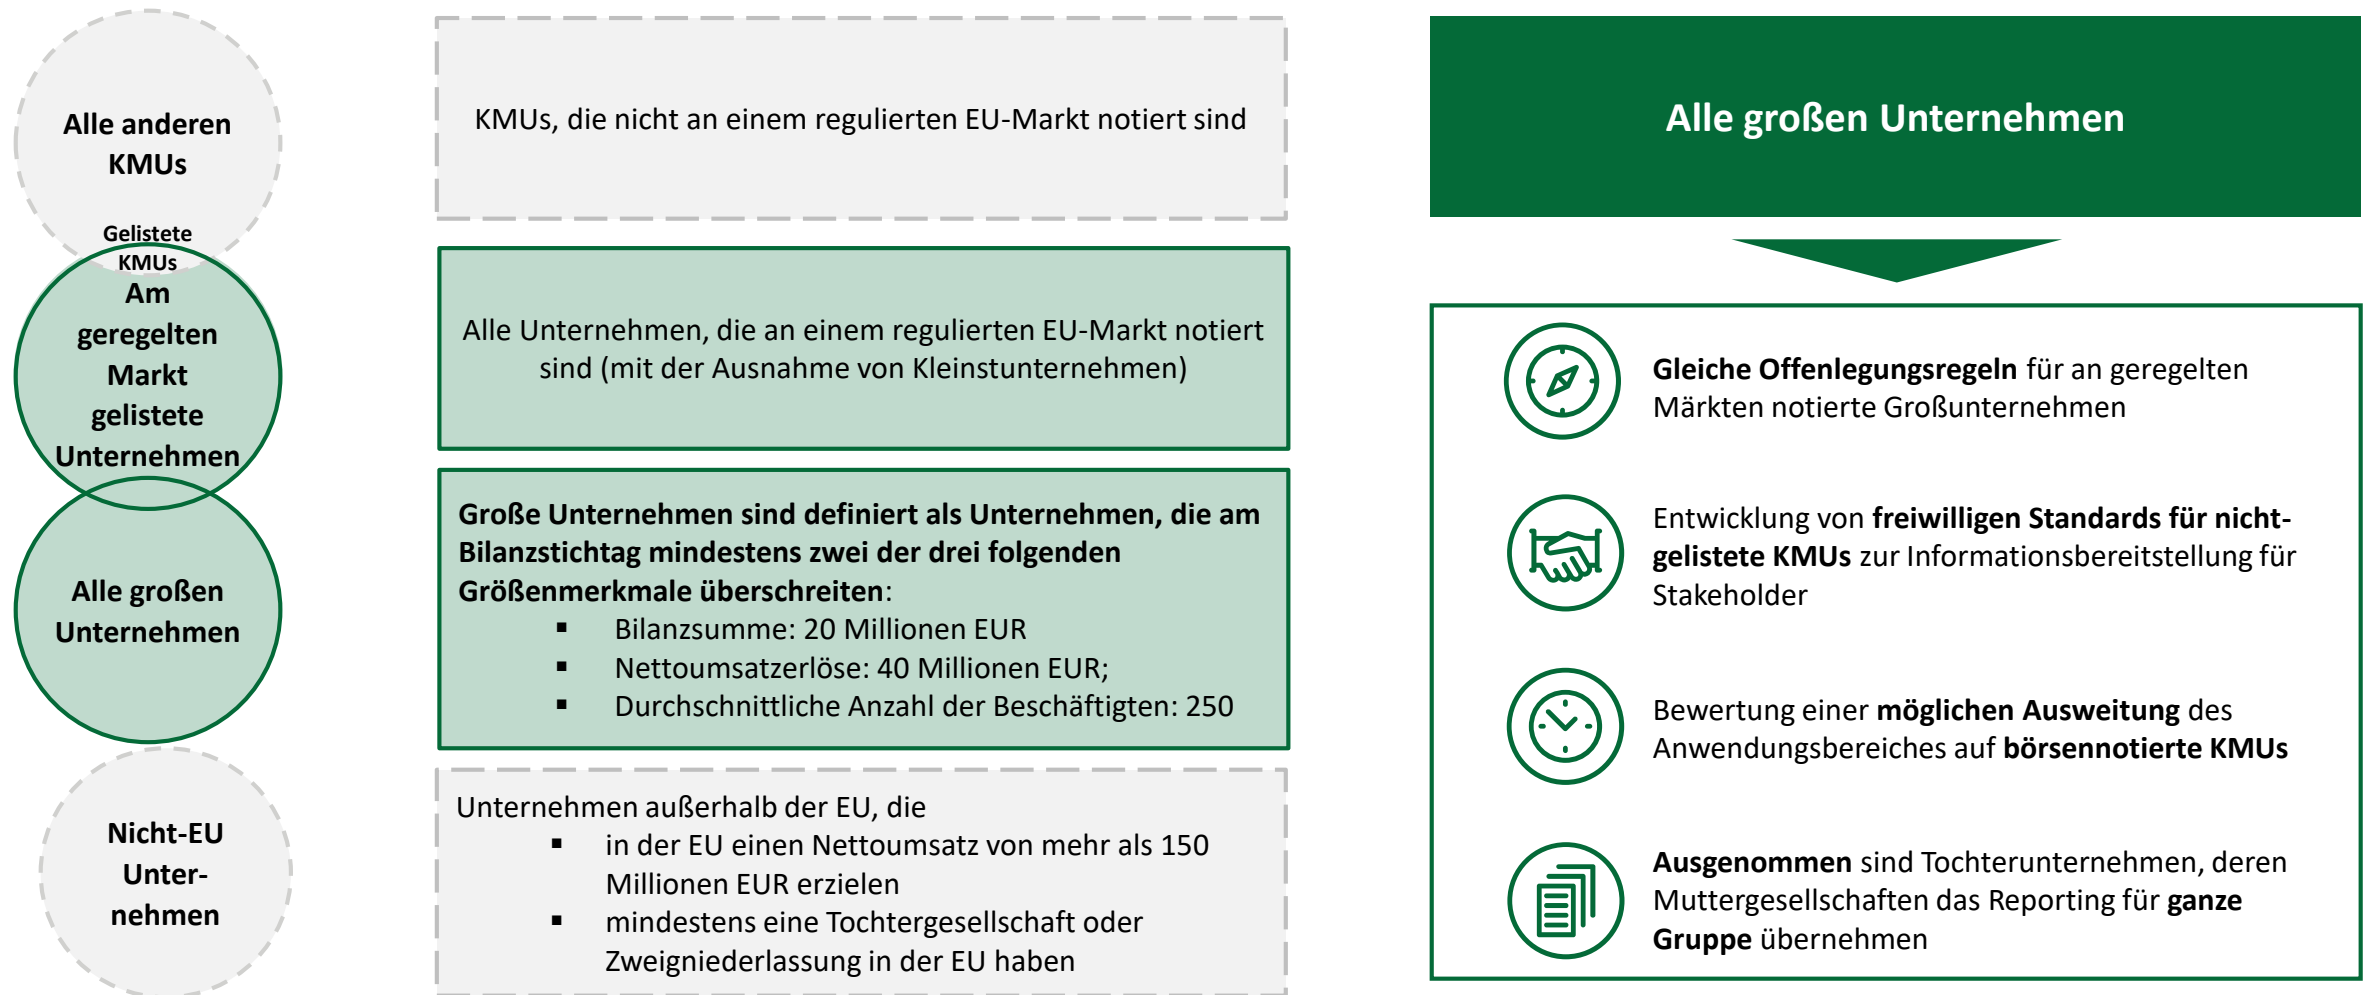 Alle anderen
KMUs
Gelistete
KMUs
Am
geregelten
Markt
gelistete
Unternehmen
Alle großen
Unternehmen
Nicht-EU
Unter-
nehmen
KMUs, die nicht an einem regulierten EU-Markt notiert sind
Alle Unternehmen, die an einem regulierten EU-Markt notiert
sind (mit der Ausnahme von Kleinstunternehmen)
Große Unternehmen sind definiert als Unternehmen, die am
Bilanzstichtag mindestens zwei der drei folgenden
Größenmerkmale überschreiten:
▪ Bilanzsumme: 20 Millionen EUR
▪ Nettoumsatzerlöse: 40 Millionen EUR;
▪ Durchschnittliche Anzahl der Beschäftigten: 250
Unternehmen außerhalb der EU, die
▪ in der EU einen Nettoumsatz von mehr als 150
Millionen EUR erzielen
▪ mindestens eine Tochtergesellschaft oder
Zweigniederlassung in der EU haben
Alle großen Unternehmen
Gleiche Offenlegungsregeln für an geregelten
Märkten notierte Großunternehmen
Entwicklung von freiwilligen Standards für nicht-
gelistete KMUs zur Informationsbereitstellung für
Stakeholder
Bewertung einer möglichen Ausweitung des
Anwendungsbereiches auf börsennotierte KMUs
Ausgenommen sind Tochterunternehmen, deren
Muttergesellschaften das Reporting für ganze
Gruppe übernehmen